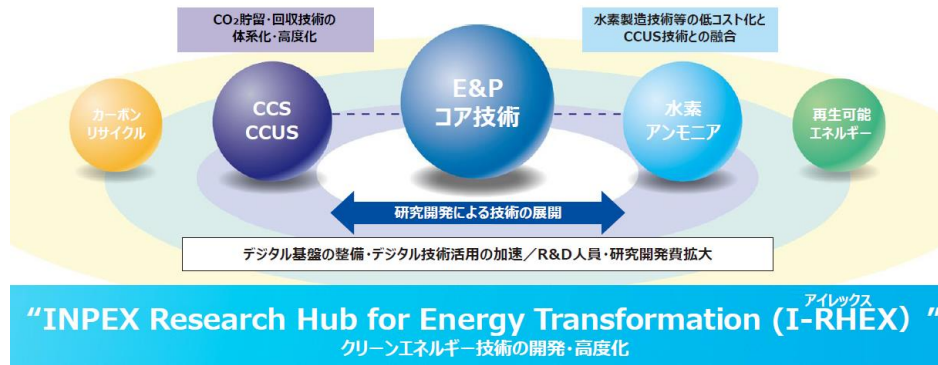 CO₂貯留・回収技術の
体系化・高度化
水素製造技術等の低コスト化と
CCUS技術との融合
カーボン
リサイクル
CCS
CCUS
E&P
コア技術
水素
アンモニア
再生可能
エネルギー
研究開発による技術の展開
デジタル基盤の整備・デジタル技術活用の加速／R&D人員・研究開発費拡大
アイレックス
“INPEX Research Hub for Energy Transformation (I-RHEX) “
クリーンエネルギー技術の開発・高度化